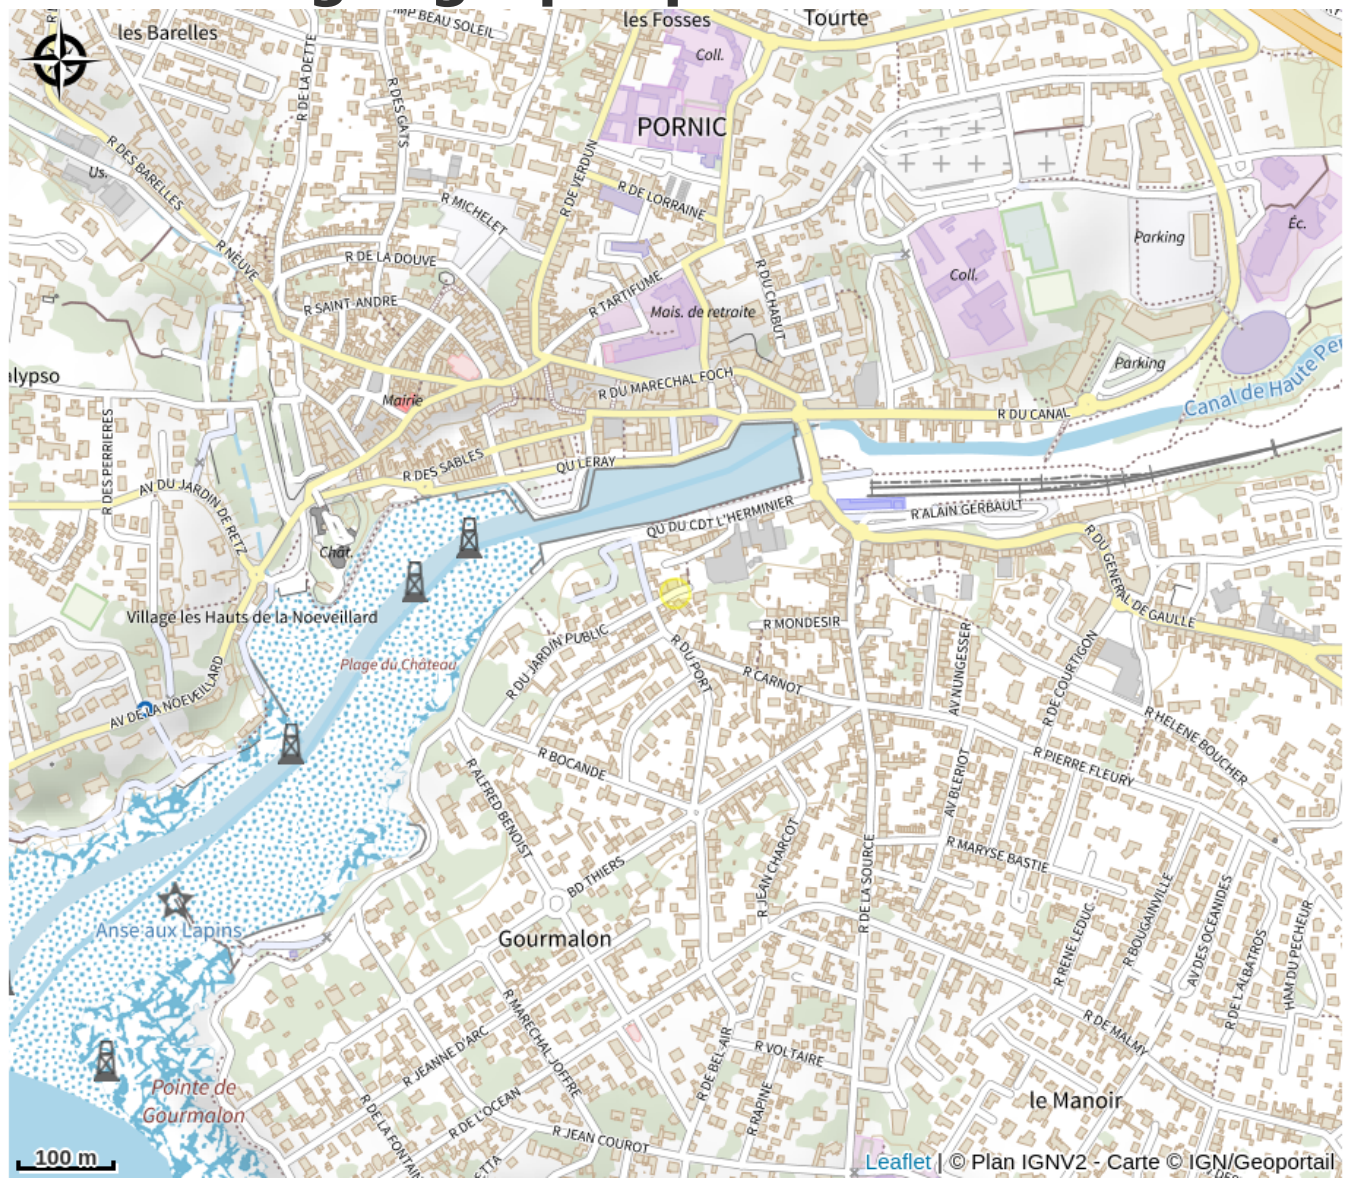 les Barelles
MP BEAU SOLEIL
les Fosses
Tourte
Coll.
PORNIC
R DE LA DETTE
R DES GATS
R DE VERDUN
Us.
R DES BARELLES
R DE LORRAINE
R MICHELET
R NEUVE
R DE LA DOUVE
R SAINT-ANDRE
R TARTIFUME
R DU CHABUT
Mais. de retraite
Coll.
Parking
Éc.
Parking
Canal de Haute Per
alypso
Mairie
R DU MARECHAL FOCH
R DU CANAL
R DES PERRIERES
R DES SABLES
QU LERAY
AV DU JARDIN DE RETZ
QU DU CDT L'HERMINIER
R ALAIN GERBAULT
Chât.
R DU GENERAL DE GAULLE
Village les Hauts de la Noeveillard
R MONDESIR
R DU JARDIN PUBLIC
R DU PORT
Plage du Château
R CARNOT
AV NUNGESSER
R DE COURTIGON
AV DE LA NOEVEILLARD
R HELENE BOUCHER
R BOCANDE
R PIERRE FLEURY
R ALFRED BENOIST
AV BLERIOT
R JEAN CHARCOT
R DE LA SOURCE
R MARYSE BASTIE
BD THIERS
R BOUGAINVILLE
AV DES OCEANIDES
R RENE LEDUC
R DE L'ALBATROS
HAM DU PECHEUR
Anse aux Lapins
Gourmalon
R MARECHAL JOFFRE
R DE MALMY
R JEANNE D'ARC
R DE BEL AIR
R VOLTAIRE
Pointe de
Gourmalon
R DE L'OCEAN
R RAPINE
le Manoir
R DE LA FONTAIN
R JEAN COUROT
ETTA
100 m
Leaflet | © Plan IGNV2 - Carte © IGN/Geoportail